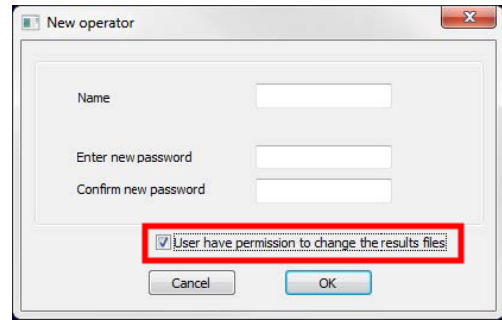 New operator
Name
Enter new password
Confirm new password
User have permission to change the results files
Cancel OK